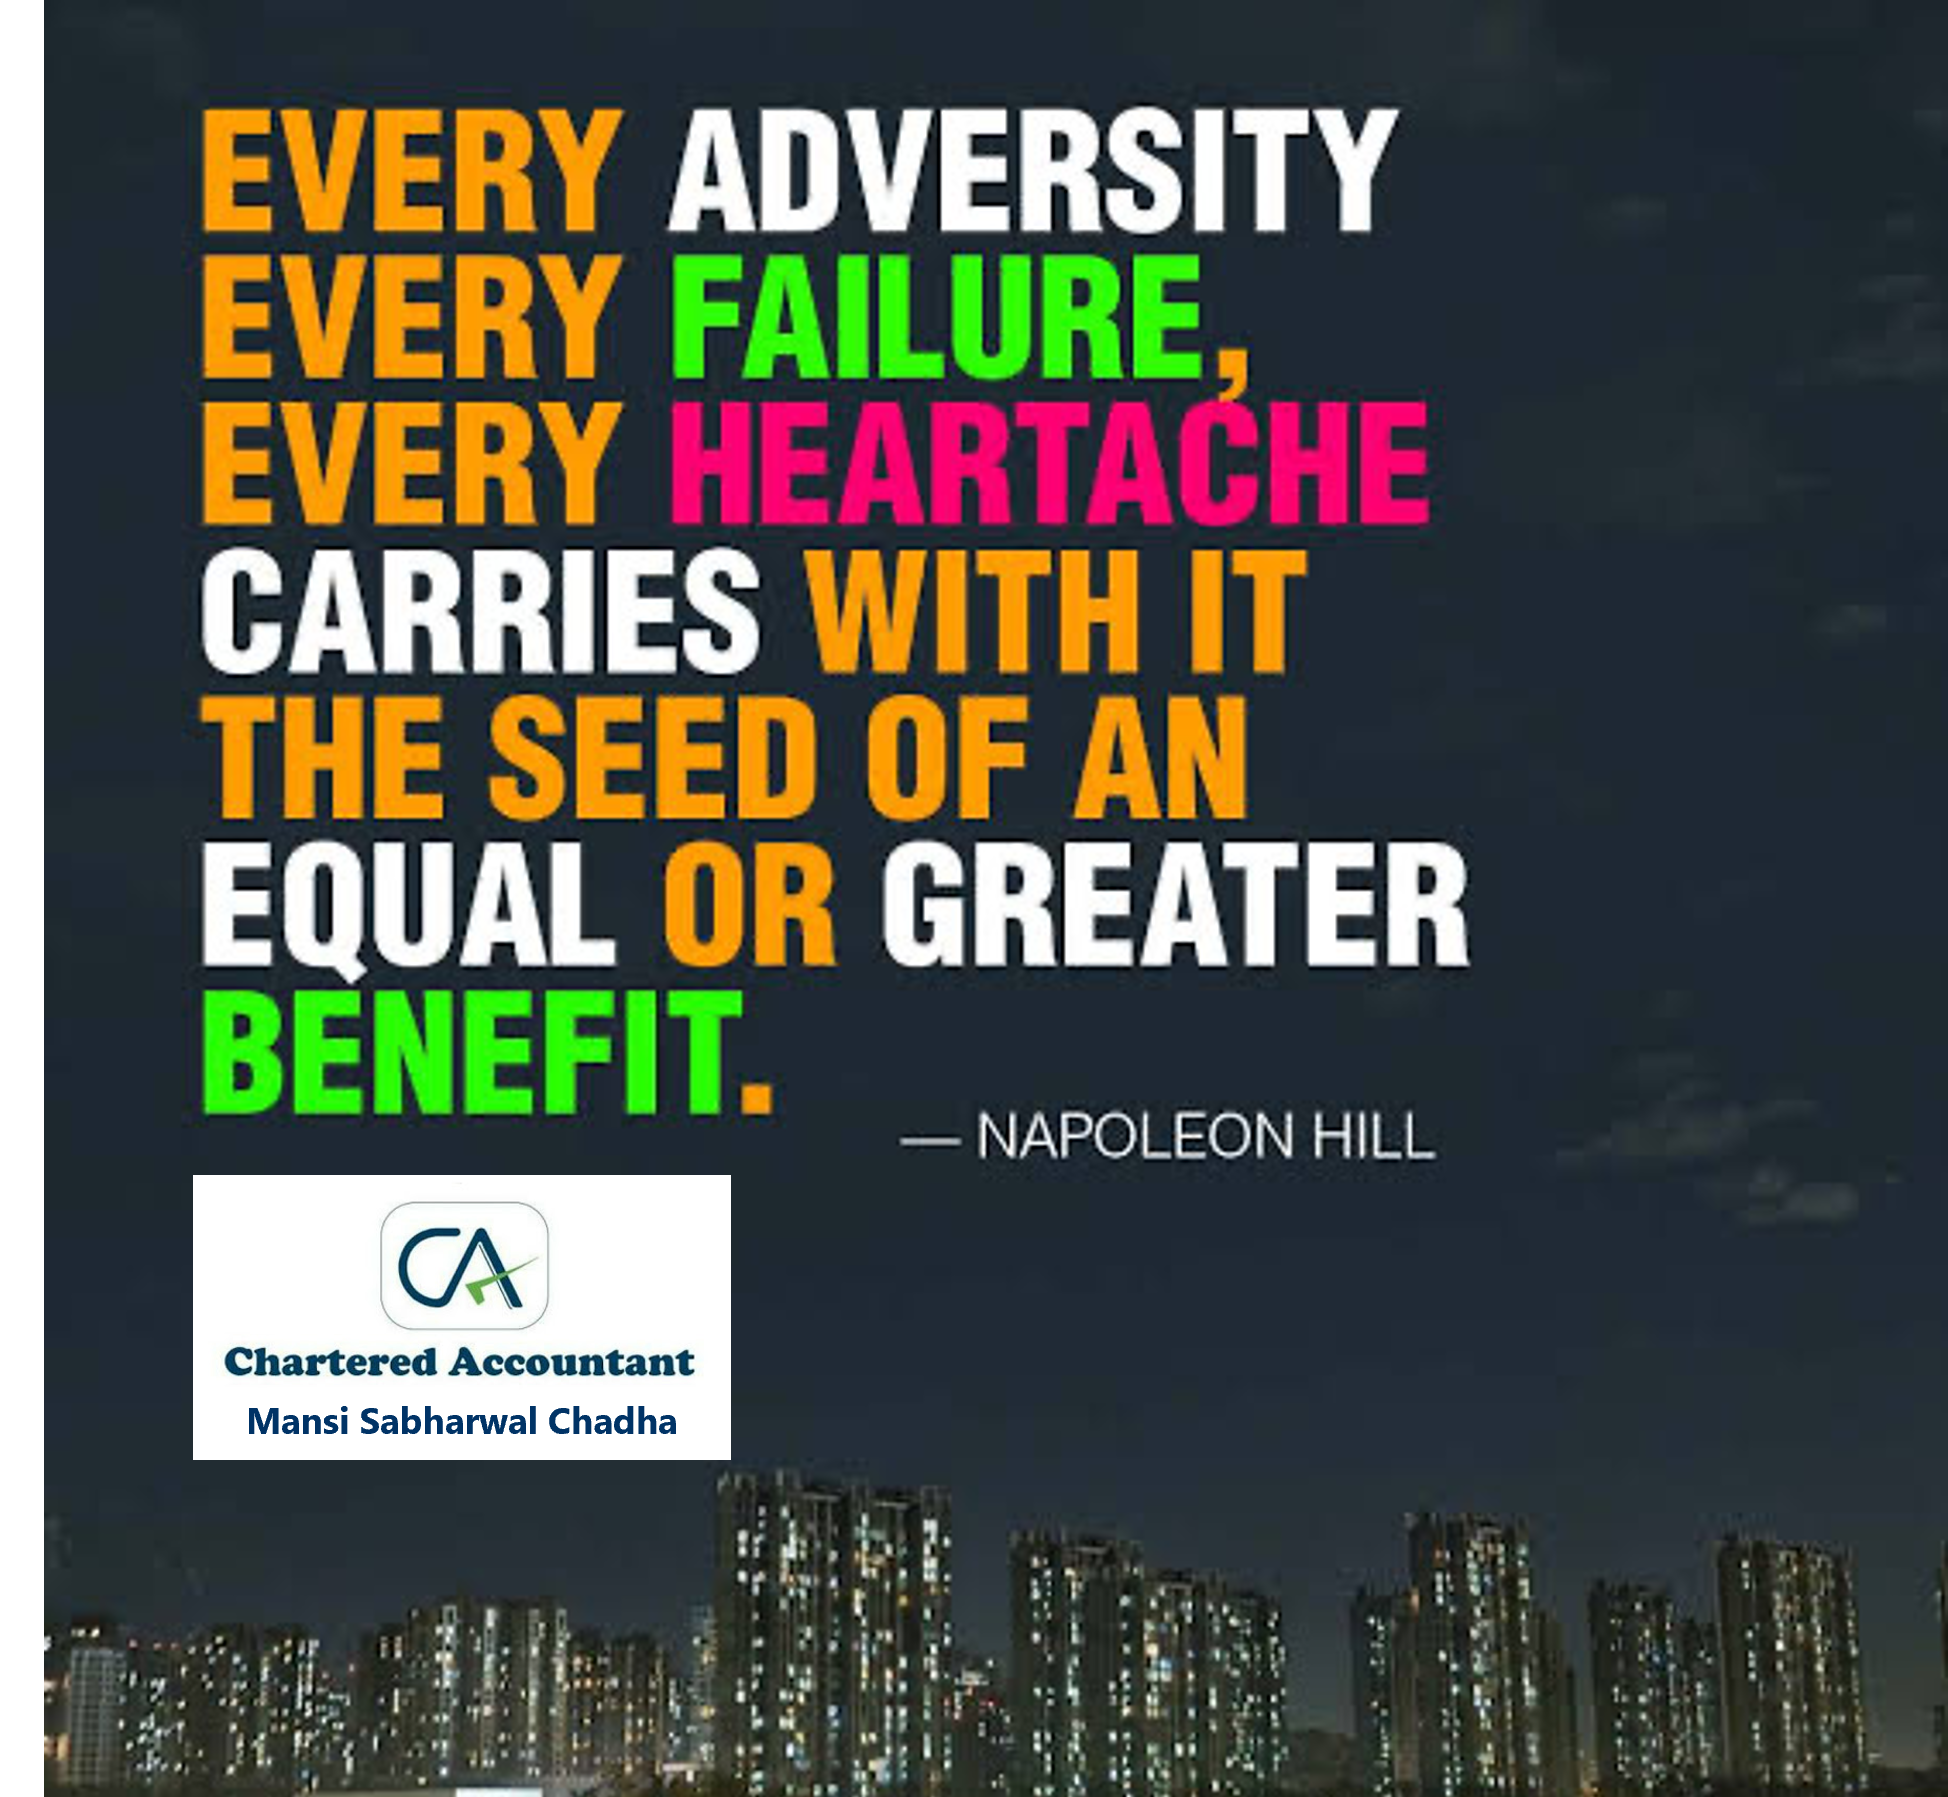 EVERY ADVERSITY
EVERY FAILURE,
EVERY HEARTACHE
CARRIES WITH IT
THE SEED OF AN
EQUAL OR GREATER
BENEFIT.
— NAPOLEON HILL
CA
Chartered Accountant
Mansi Sabharwal Chadha